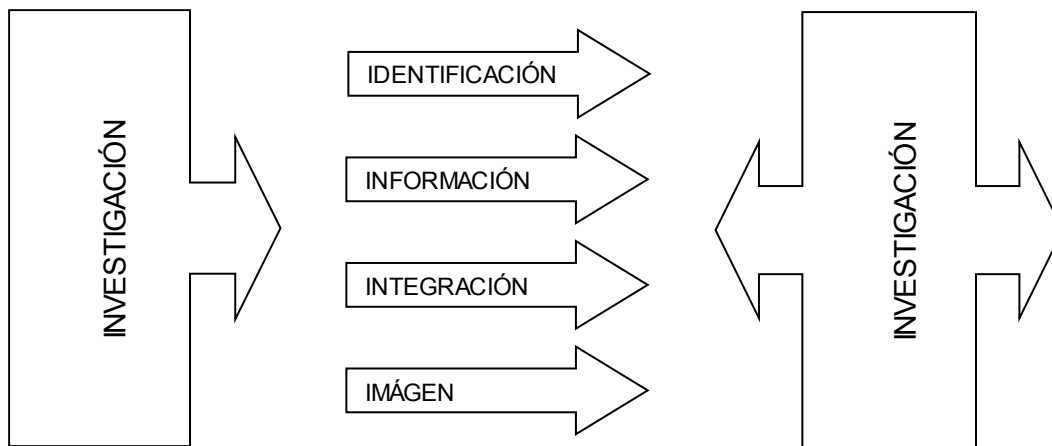 INVESTIGACIÓN
IDENTIFICACIÓN
INFORMACIÓN
INTEGRACIÓN
IMÁGEN
INVESTIGACIÓN